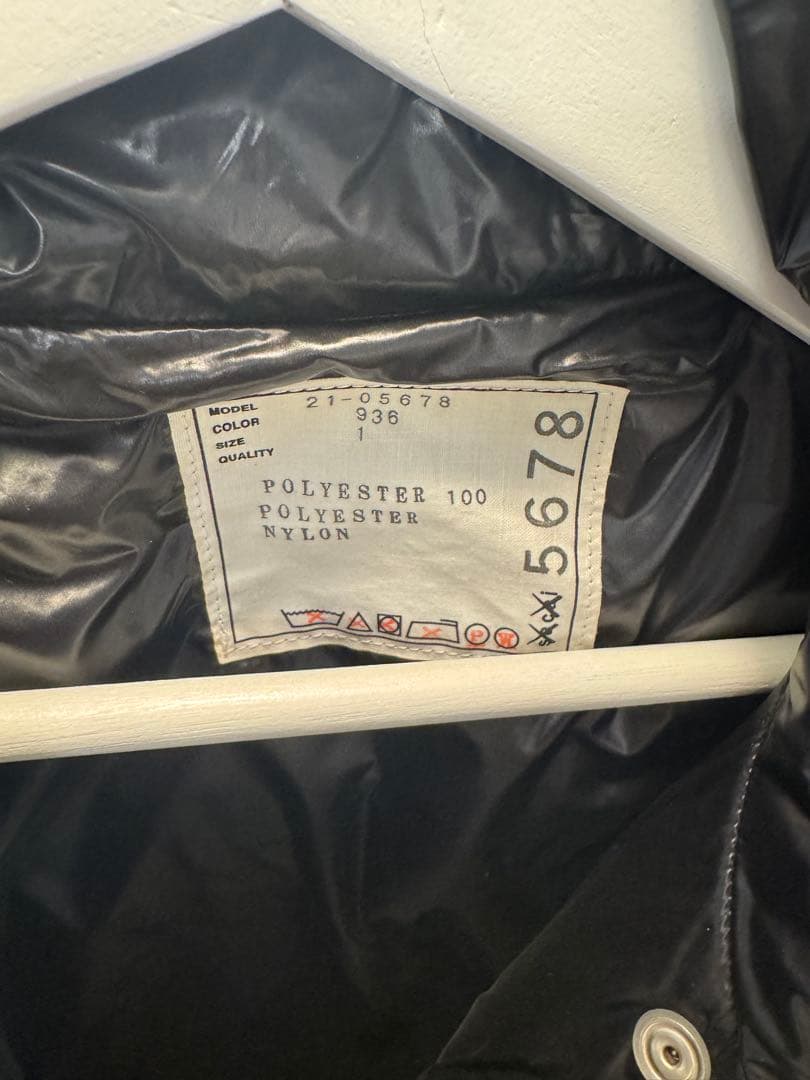 MODEL 21-05678
COLOR 936
SIZE 1
QUALITY
POLYESTER 100
POLYESTER
NYLON
P W
5678